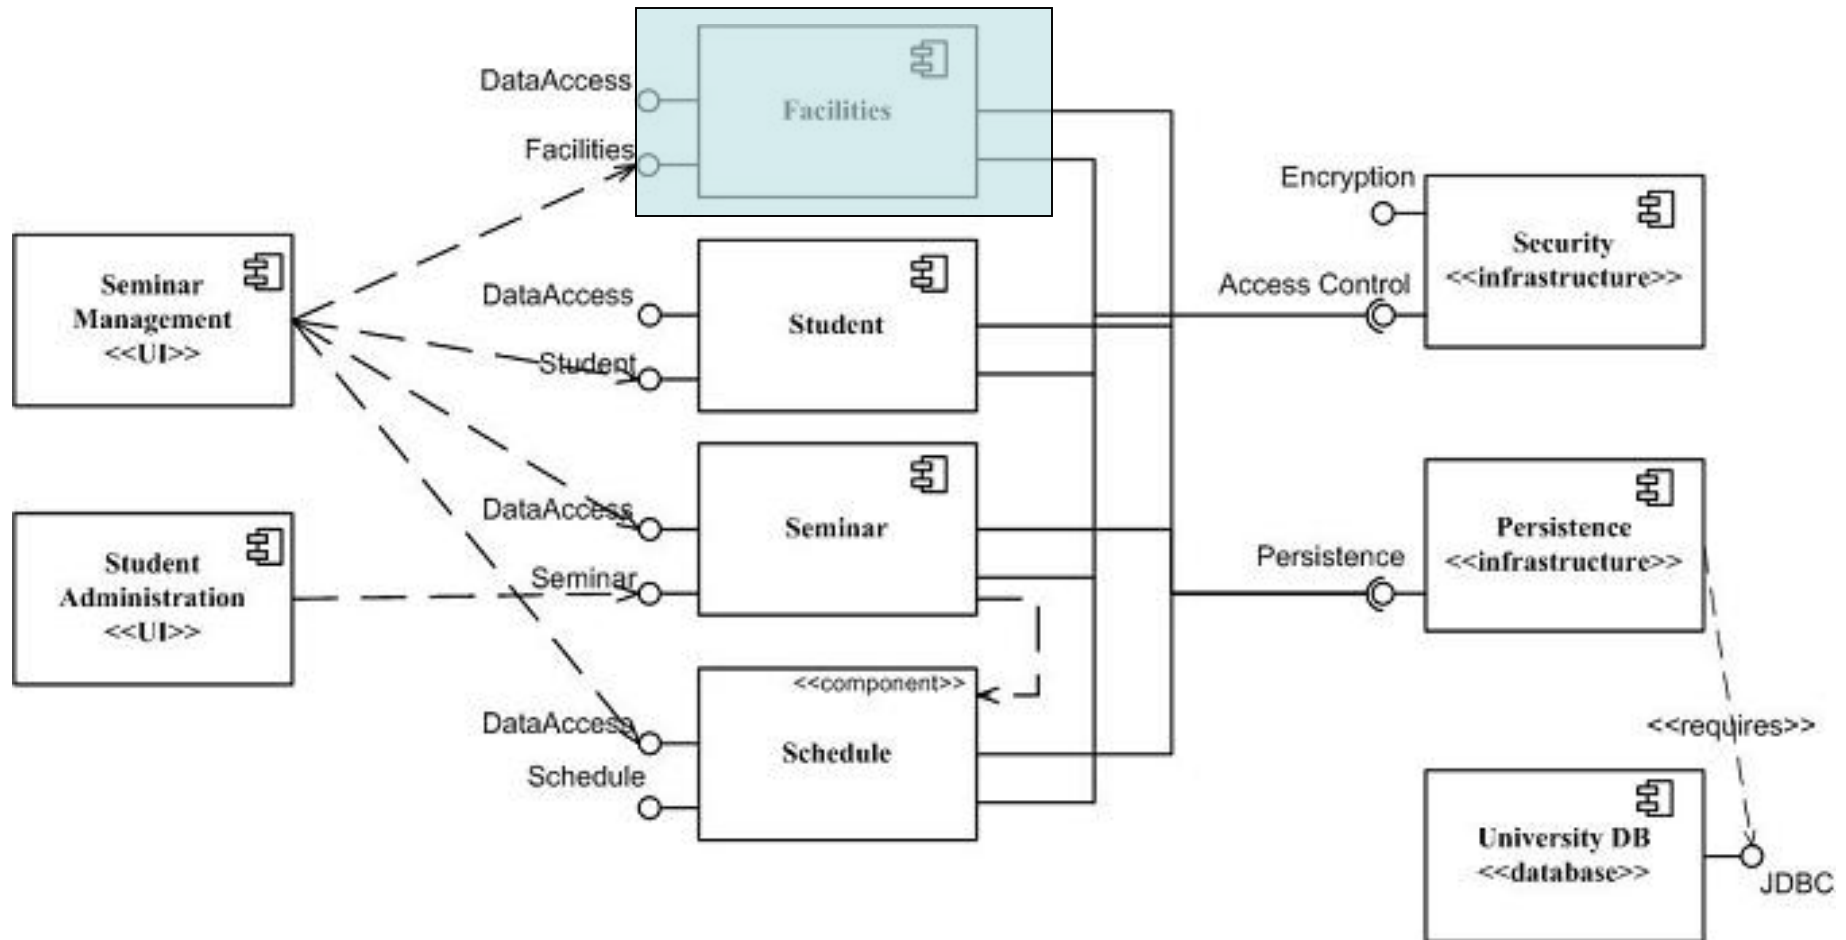 DataAccess
Facilities
Facilities
Encryption
Security
<<infrastructure>>
Access Control
Seminar
Management
<<UI>>
DataAccess
Student
Student
DataAccess
Seminar
Seminar
Persistence
<<infrastructure>>
Persistence
Student
Administration
<<UI>>
<<component>>
DataAccess
Schedule
Schedule
<<requires>>
University DB
<<database>>
JDBC